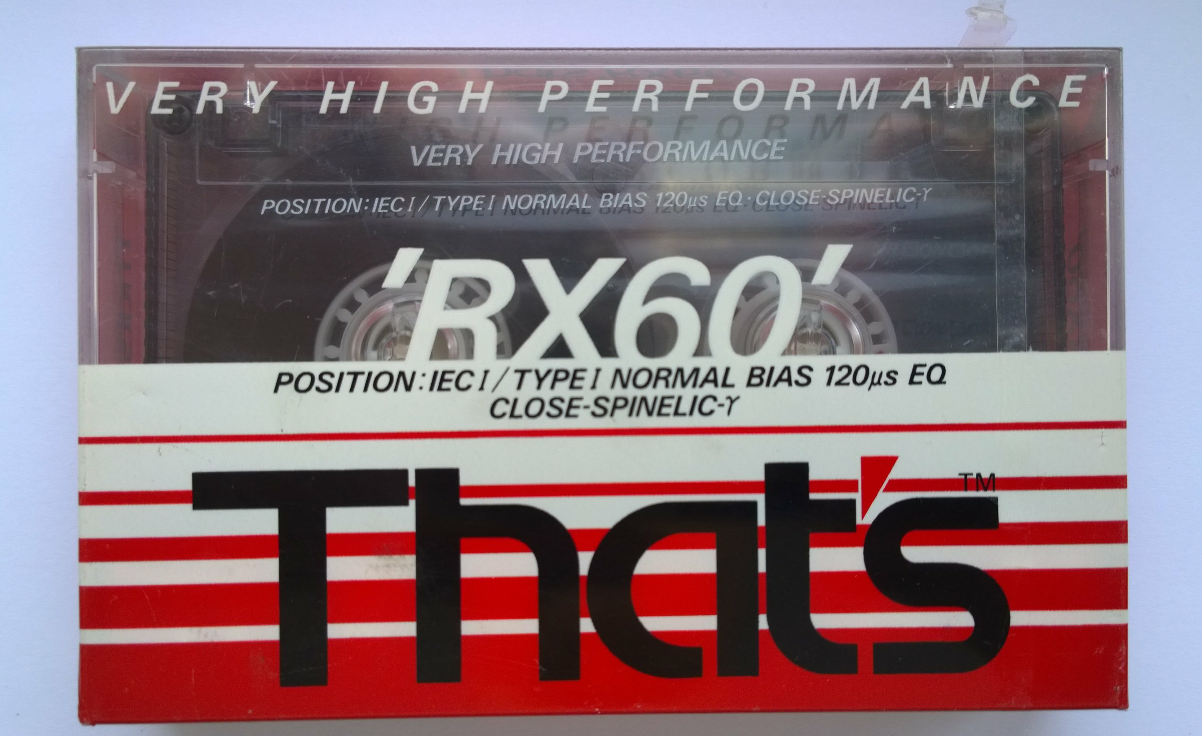 VERY HIGH PERFORMANCE
VERY HIGH PERFORMANCE
POSITION: IEC I / TYPE I NORMAL BIAS 120μs EQ · CLOSE-SPINELIC-γ
'RX60'
POSITION: IEC I / TYPE I NORMAL BIAS 120μs EQ
CLOSE-SPINELIC-γ
That's TM